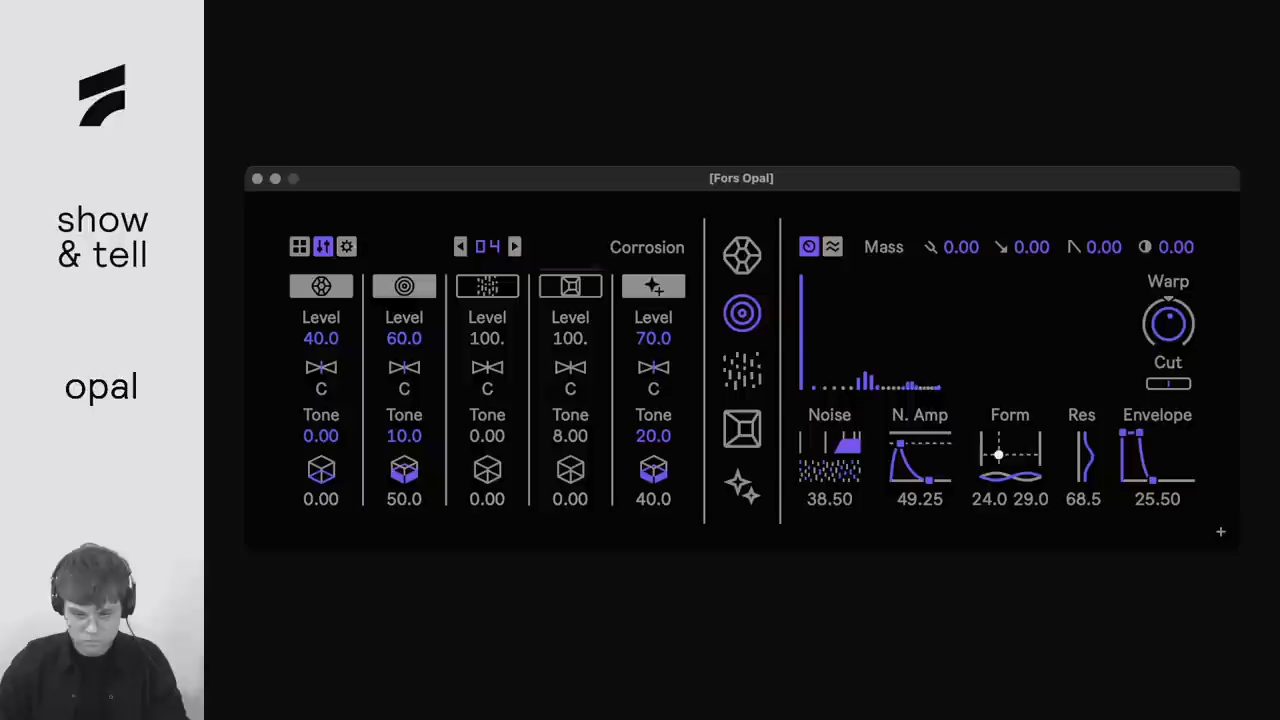 show
& tell
opal
[Fors Opal]
04
Corrosion
Level Level Level Level Level
40.0 60.0 100. 100. 70.0
C C C C C
Tone Tone Tone Tone Tone
0.00 10.0 0.00 8.00 20.0
0.00 50.0 0.00 0.00 40.0
Mass 0.00 0.00 0.00 0.00
Warp
Cut
Noise N. Amp Form Res Envelope
38.50 49.25 24.0 29.0 68.5 25.50
+